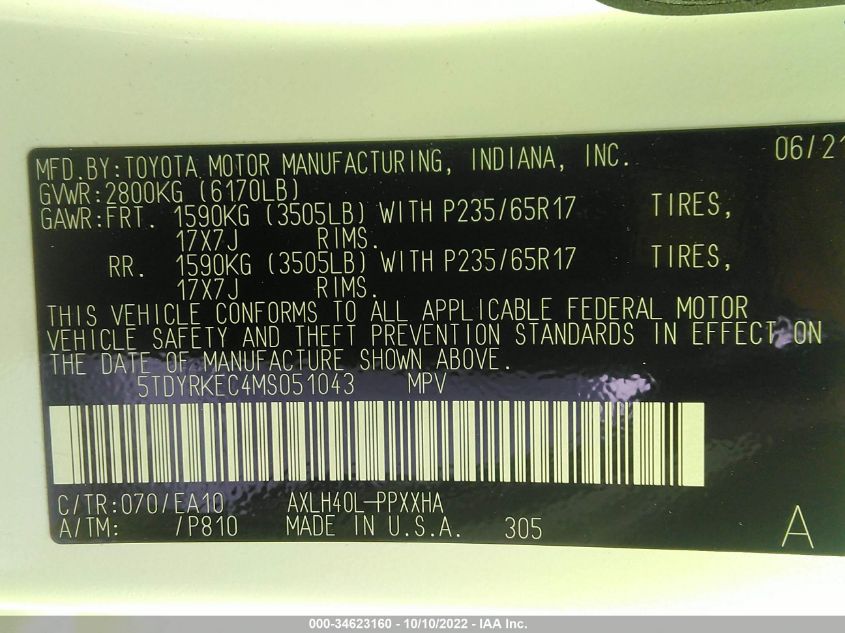 MFD.BY:TOYOTA MOTOR MANUFACTURING, INDIANA, INC. 06/21
GVWR:2800KG (6170LB)
GAWR:FRT. 1590KG (3505LB) WITH P235/65R17 TIRES,
17X7J RIMS.
RR. 1590KG (3505LB) WITH P235/65R17 TIRES,
17X7J RIMS.
THIS VEHICLE CONFORMS TO ALL APPLICABLE FEDERAL MOTOR
VEHICLE SAFETY AND THEFT PREVENTION STANDARDS IN EFFECT ON
THE DATE OF MANUFACTURE SHOWN ABOVE.
5TDYRKEC4MS051043 MPV
C/TR:070/EA10 AXLH40L-PPXXHA
A/TM: /P810 MADE IN U.S.A. 305 A
000-34623160 - 10/10/2022 - IAA Inc.